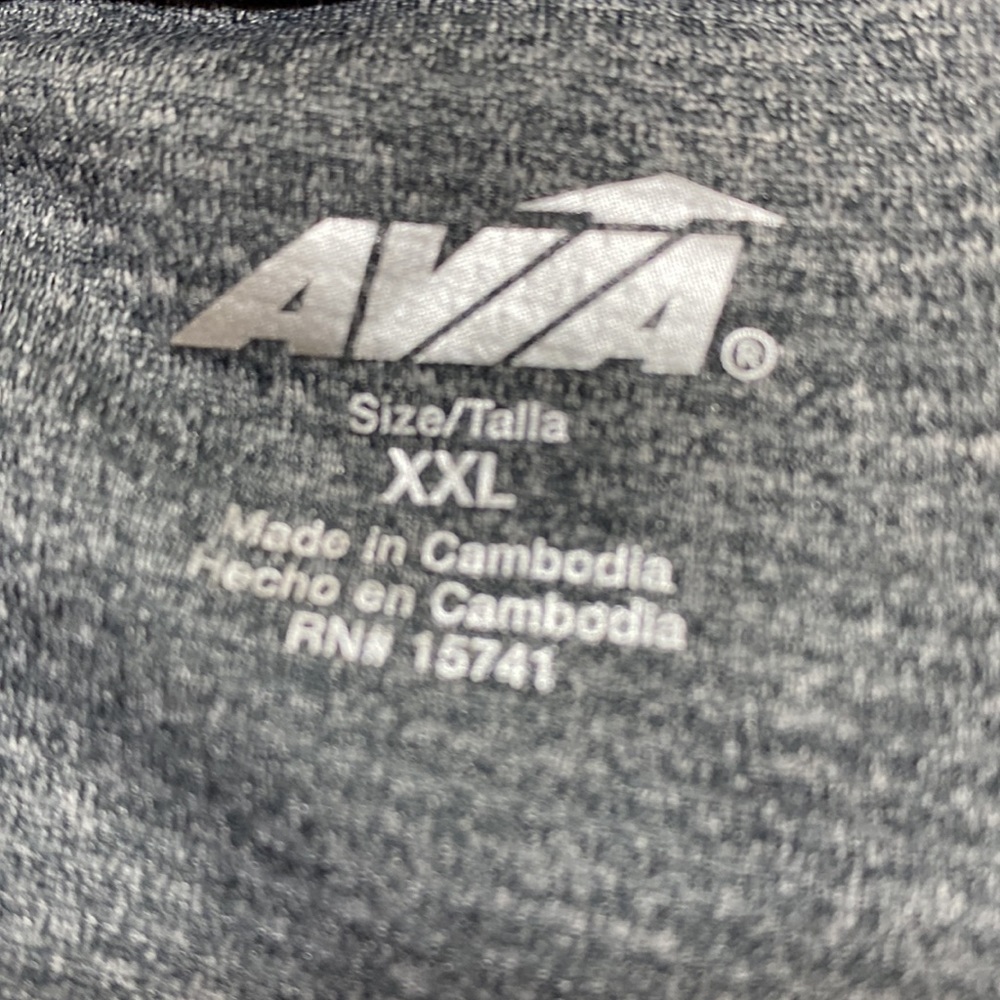 AVIA®
Size/Talla
XXL
Made in Cambodia
Hecho en Cambodia
RN# 15741